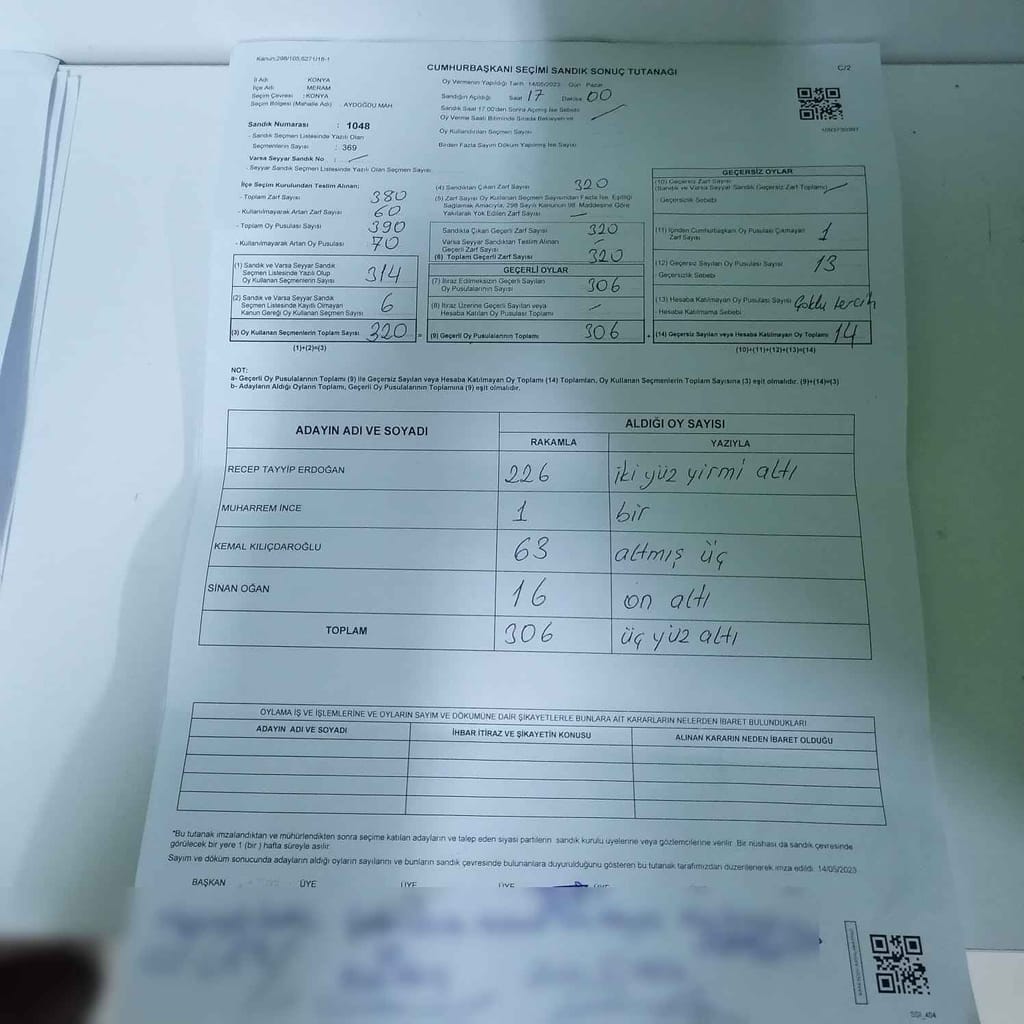 Kanun:298/105,6271/18-1
CUMHURBAŞKANI SEÇİMİ SANDIK SONUÇ TUTANAĞI
C/2
İl Adı : KONYA
İlçe Adı : MERAM
Seçim Çevresi : KONYA
Seçim Bölgesi (Mahalle Adı) : AYDOĞDU MAH
Sandık Numarası : 1048
- Sandık Seçmen Listesinde Yazılı Olan
Seçmenlerin Sayısı : 369
Varsa Seyyar Sandık No :
- Seyyar Sandık Seçmen Listesinde Yazılı Olan Seçmen Sayısı
Oy Vermenin Yapıldığı Tarih 14/05/2023 Gün Pazar
Sandığın Açıldığı Saat 17 Dakika 00
Sandık Saat 17.00'den Sonra Açılmış İse Sebebi
Oy Verme Saati Bitiminde Sırada Bekleyen var
Oy Kullandırılan Seçmen Sayısı
Birden Fazla Sayım Döküm Yapılmış İse Sayısı
İlçe Seçim Kurulundan Teslim Alınan:
- Toplam Zarf Sayısı 380
- Kullanılmayarak Artan Zarf Sayısı 60
- Toplam Oy Pusulası Sayısı 390
- Kullanılmayarak Artan Oy Pusulası 70
(1) Sandık ve Varsa Seyyar Sandık
Seçmen Listesinde Yazılı Olup
Oy Kullanan Seçmenlerin Sayısı 314
(2) Sandık ve Varsa Seyyar Sandık
Seçmen Listesinde Kayıtlı Olmayan
Kanun Gereği Oy Kullanan Seçmen Sayısı 6
(3) Oy Kullanan Seçmenlerin Toplam Sayısı 320
(1)+(2)=(3)
(4) Sandıktan Çıkan Zarf Sayısı 320
(5) Zarf Sayısı Oy Kullanan Seçmen Sayısından Fazla İse, Eşitliği
Sağlamak Amacıyla, 298 Sayılı Kanunun 98. Maddesine Göre
Yakılarak Yok Edilen Zarf Sayısı
Sandıkta Çıkan Geçerli Zarf Sayısı 320
Varsa Seyyar Sandıktan Teslim Alınan
Geçerli Zarf Sayısı
(6) Toplam Geçerli Zarf Sayısı 320
GEÇERLİ OYLAR
(7) İtiraz Edilmeksizin Geçerli Sayılan
Oy Pusulalarının Sayısı 306
(8) İtiraz Üzerine Geçerli Sayılan veya
Hesaba Katılan Oy Pusulası Toplamı
(9) Geçerli Oy Pusulalarının Toplamı 306
GEÇERSİZ OYLAR
(10) Geçersiz Zarf Sayısı
(Sandık ve Varsa Seyyar Sandık Geçersiz Zarf Toplamı)
- Geçersizlik Sebebi
(11) İçinden Cumhurbaşkanı Oy Pusulası Çıkmayan
Zarf Sayısı 1
(12) Geçersiz Sayılan Oy Pusulası Sayısı 13
- Geçersizlik Sebebi
(13) Hesaba Katılmayan Oy Pusulası Sayısı Çoklu tercih
- Hesaba Katılmama Sebebi
(14) Geçersiz Sayılan veya Hesaba Katılmayan Oy Toplamı 14
(10)+(11)+(12)+(13)=(14)
NOT:
a- Geçerli Oy Pusulalarının Toplamı (9) ile Geçersiz Sayılan veya Hesaba Katılmayan Oy Toplamı (14) Toplamları, Oy Kullanan Seçmenlerin Toplam Sayısına (3) eşit olmalıdır. (9)+(14)=(3)
b- Adayların Aldığı Oyların Toplamı, Geçerli Oy Pusulalarının Toplamına (9) eşit olmalıdır.
ADAYIN ADI VE SOYADI
ALDIĞI OY SAYISI
RAKAMLA YAZIYLA
RECEP TAYYİP ERDOĞAN 226 iki yüz yirmi altı
MUHARREM İNCE 1 bir
KEMAL KILIÇDAROĞLU 63 altmış üç
SİNAN OĞAN 16 on altı
TOPLAM 306 üç yüz altı
OYLAMA İŞ VE İŞLEMLERİNE VE OYLARIN SAYIM VE DÖKÜMÜNE DAİR ŞİKAYETLERLE BUNLARA AİT KARARLARIN NELERDEN İBARET BULUNDUKLARI
ADAYIN ADI VE SOYADI İHBAR İTİRAZ VE ŞİKAYETİN KONUSU ALINAN KARARIN NEDEN İBARET OLDUĞU
"Bu tutanak imzalandıktan ve mühürlendikten sonra seçime katılan adayların ve talep eden siyasi partilerin sandık kurulu üyelerine veya gözlemcilerine verilir. Bir nüshası da sandık çevresinde
görülecek bir yere 1 (bir ) hafta süreyle asılır.
Sayım ve döküm sonucunda adayların aldığı oyların sayılarını ve bunların sandık çevresinde bulunanlara duyurulduğunu gösteren bu tutanak tarafımızdan düzenlenerek imza edildi. 14/05/2023
BAŞKAN ÜYE ÜYE ÜYE ÜYE
SSI_404